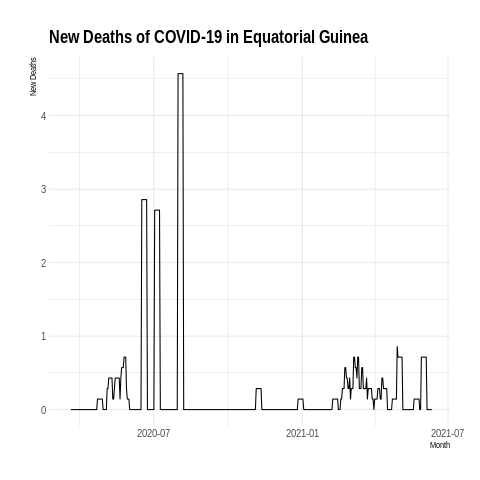 New Deaths of COVID-19 in Equatorial Guinea
New Deaths
4
3
2
1
0
2020-07
2021-01
2021-07
Month